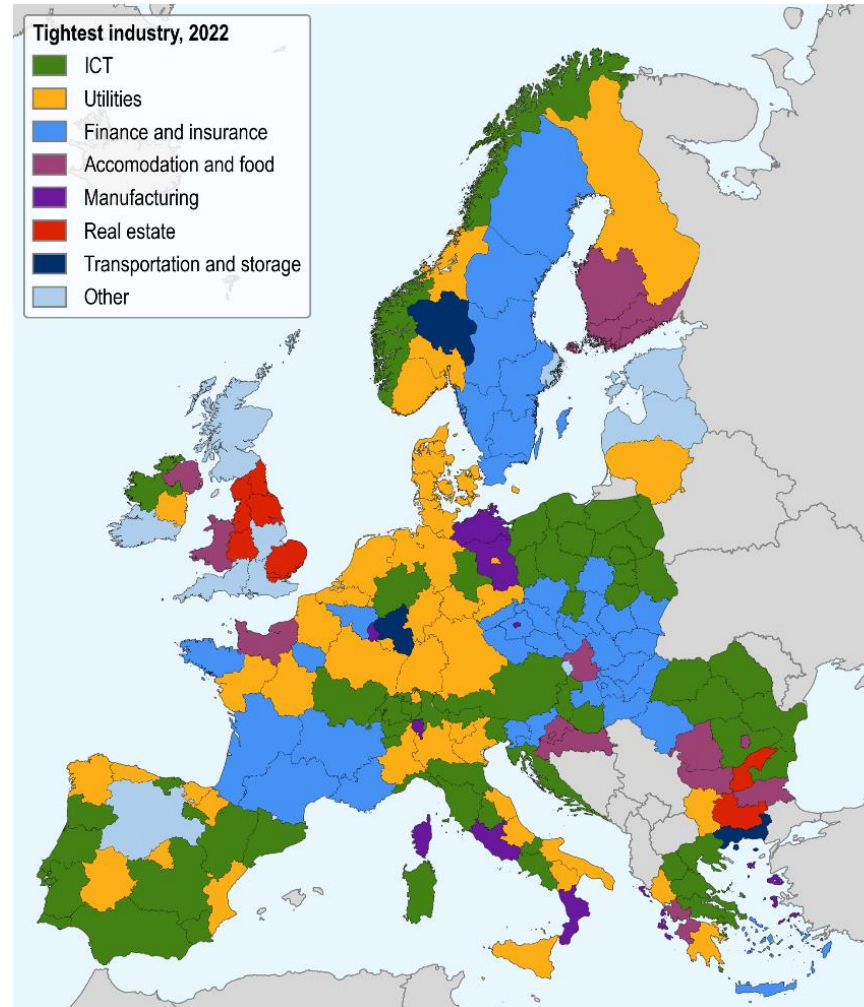 Tightest industry, 2022
ICT
Utilities
Finance and insurance
Accomodation and food
Manufacturing
Real estate
Transportation and storage
Other